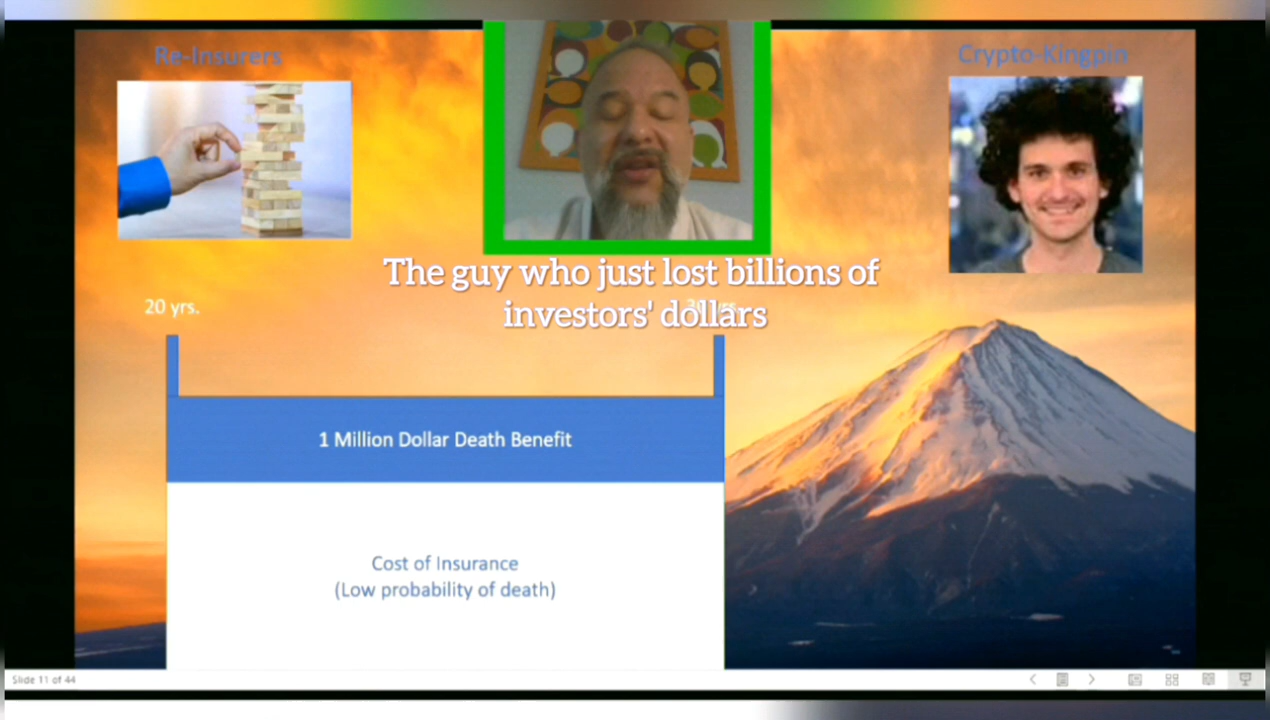 Re-Insurers
Crypto-Kingpin
The guy who just lost billions of
investors' dollars
20 yrs.
1 Million Dollar Death Benefit
Cost of Insurance
(Low probability of death)
Slide 11 of 44